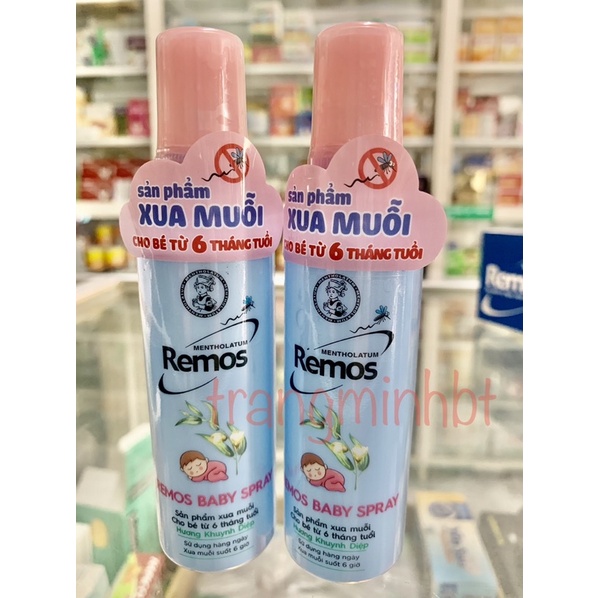 sản phẩm
XUA MUỖI
CHO BÉ TỪ 6 THÁNG TUỔI
MENTHOLATUM
Remos
REMOS BABY SPRAY
Sản phẩm xua muỗi
Cho bé từ 6 tháng tuổi
Hương Khuynh Diệp
Sử dụng hàng ngày
Xua muỗi suốt 6 giờ
sản phẩm
XUA MUỖI
CHO BÉ TỪ 6 THÁNG TUỔI
MENTHOLATUM
Remos
REMOS BABY SPRAY
Sản phẩm xua muỗi
Cho bé từ 6 tháng tuổi
Hương Khuynh Diệp
Sử dụng hàng ngày
Xua muỗi suốt 6 giờ
trangminhbt
Remos